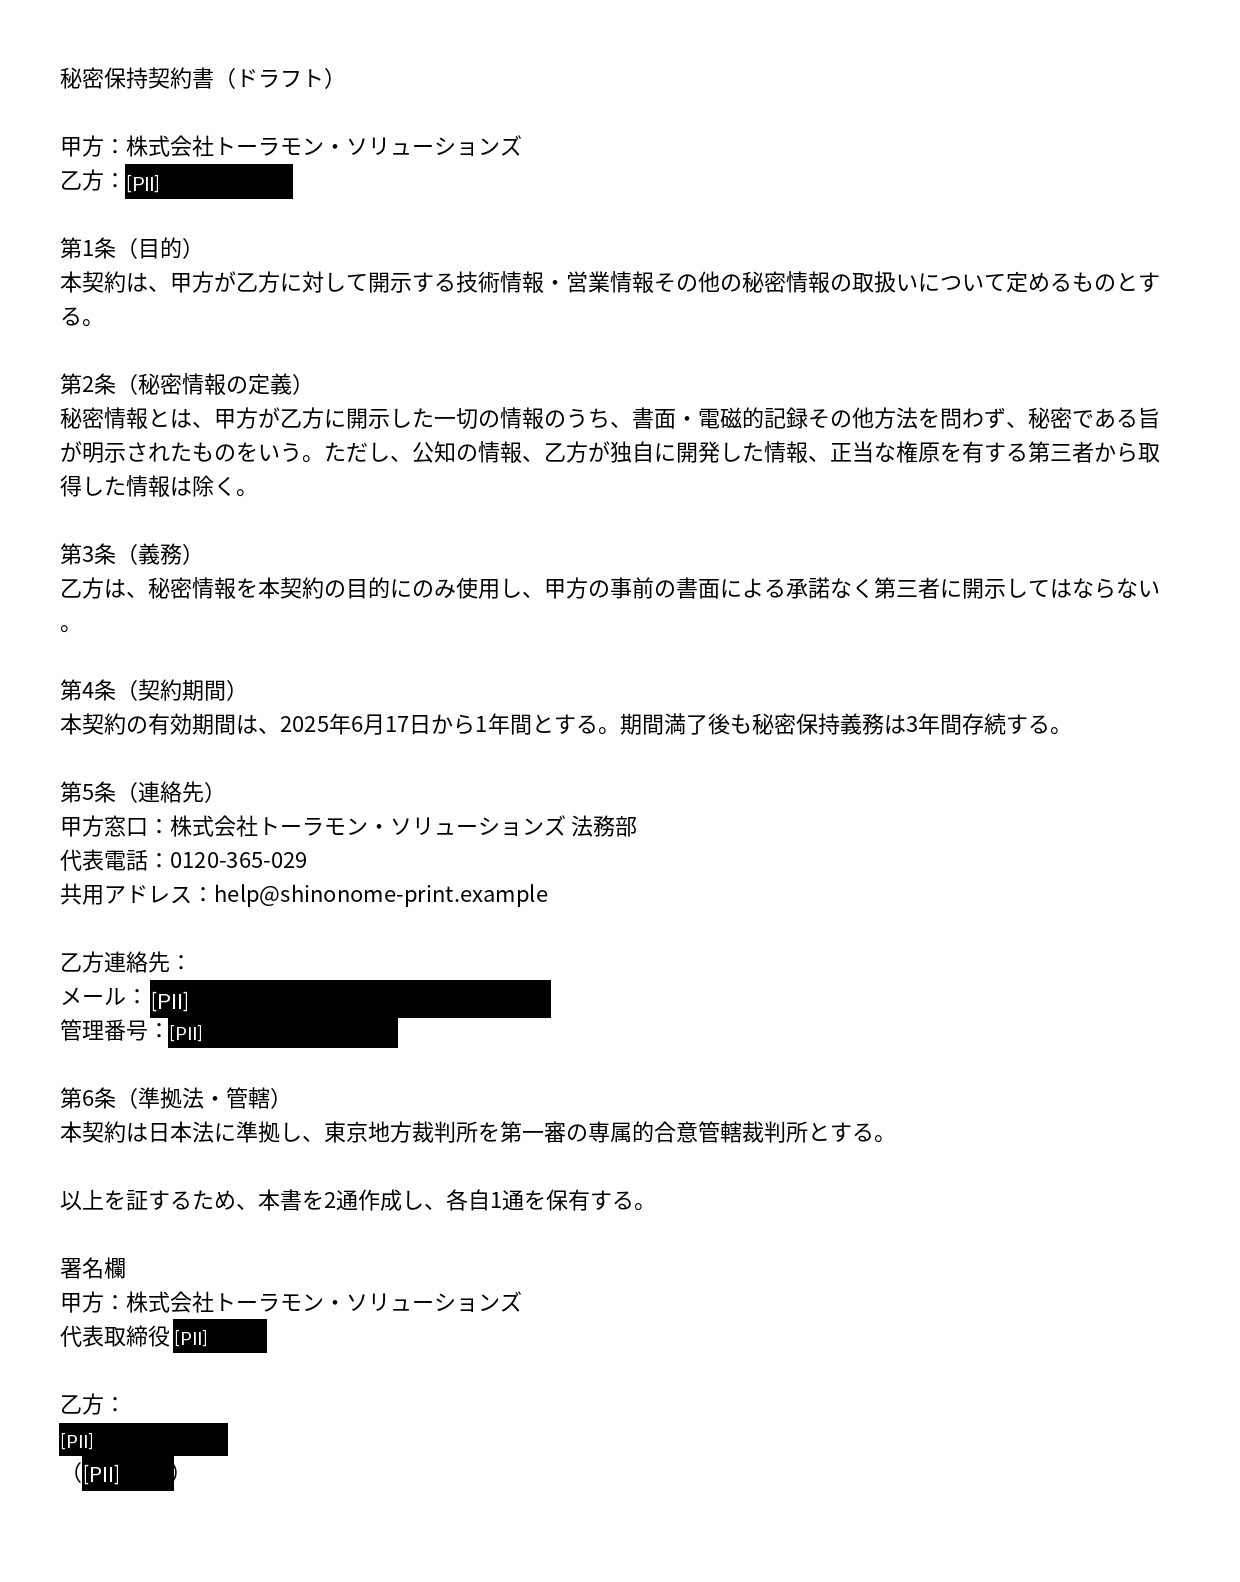 秘密保持契約書（ドラフト）
甲方：株式会社トーラモン・ソリューションズ
乙方：[PII]
第1条（目的）
本契約は、甲方が乙方に対して開示する技術情報・営業情報その他の秘密情報の取扱いについて定めるものとす
る。
第2条（秘密情報の定義）
秘密情報とは、甲方が乙方に開示した一切の情報のうち、書面・電磁的記録その他方法を問わず、秘密である旨
が明示されたものをいう。ただし、公知の情報、乙方が独自に開発した情報、正当な権原を有する第三者から取
得した情報は除く。
第3条（義務）
乙方は、秘密情報を本契約の目的にのみ使用し、甲方の事前の書面による承諾なく第三者に開示してはならない
。
第4条（契約期間）
本契約の有効期間は、2025年6月17日から1年間とする。期間満了後も秘密保持義務は3年間存続する。
第5条（連絡先）
甲方窓口：株式会社トーラモン・ソリューションズ 法務部
代表電話：0120-365-029
共用アドレス：help@shinonome-print.example
乙方連絡先：
メール：[PII]
管理番号：[PII]
第6条（準拠法・管轄）
本契約は日本法に準拠し、東京地方裁判所を第一審の専属的合意管轄裁判所とする。
以上を証するため、本書を2通作成し、各自1通を保有する。
署名欄
甲方：株式会社トーラモン・ソリューションズ
代表取締役 [PII]
乙方：
[PII]
（[PII]）